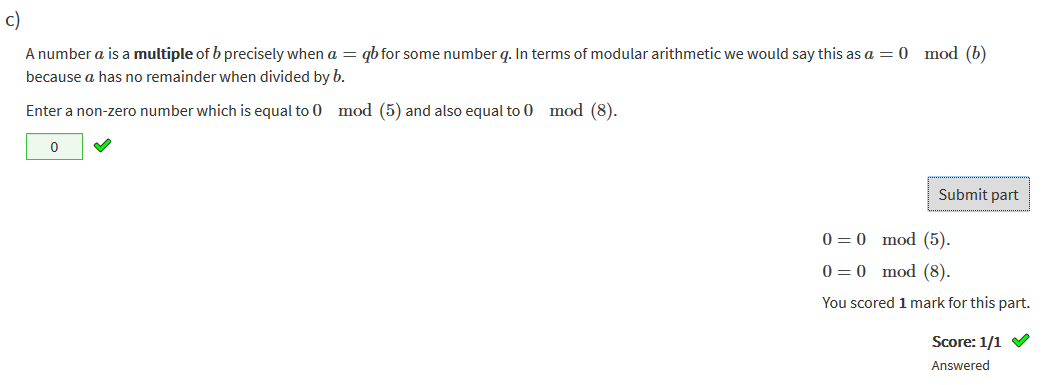 c)
A number a is a multiple of b precisely when a = qb for some number q. In terms of modular arithmetic we would say this as a = 0 mod (b)
because a has no remainder when divided by b.
Enter a non-zero number which is equal to 0 mod (5) and also equal to 0 mod (8).
0
Submit part
0 = 0 mod (5).
0 = 0 mod (8).
You scored 1 mark for this part.
Score: 1/1
Answered